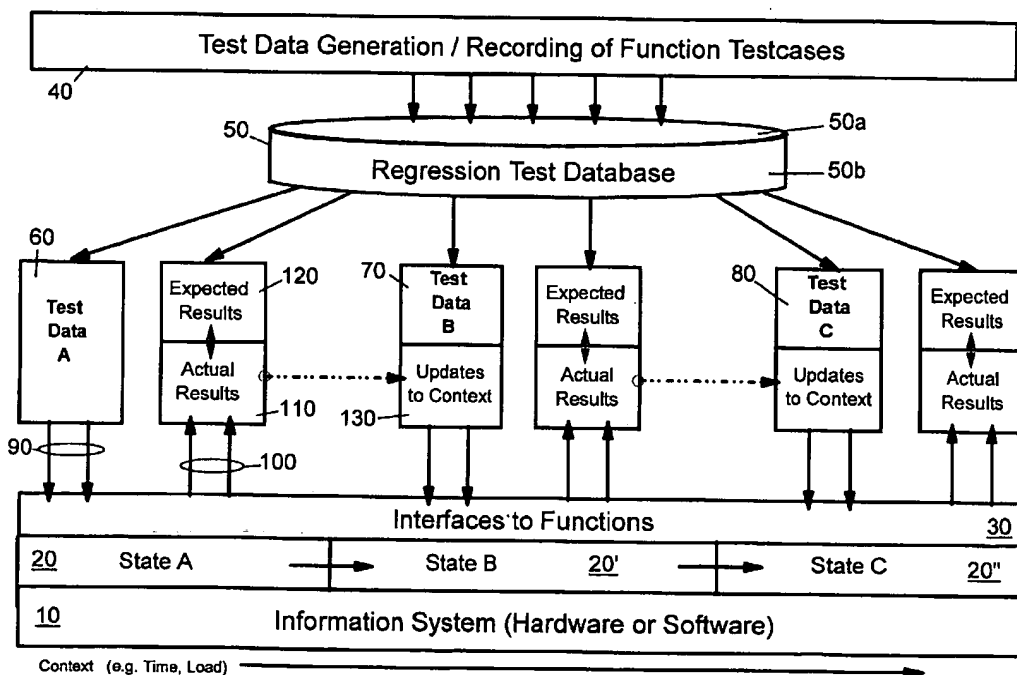 Test Data Generation / Recording of Function Testcases
40
50
50a
Regression Test Database
50b
60
Test
Data
A
Expected
Results
120
Actual
Results
110
70
Test
Data
B
Updates
to Context
130
Expected
Results
Actual
Results
80
Test
Data
C
Updates
to Context
Expected
Results
Actual
Results
90
100
Interfaces to Functions
30
20
State A
State B
20'
State C
20"
10
Information System (Hardware or Software)
Context (e.g. Time, Load)